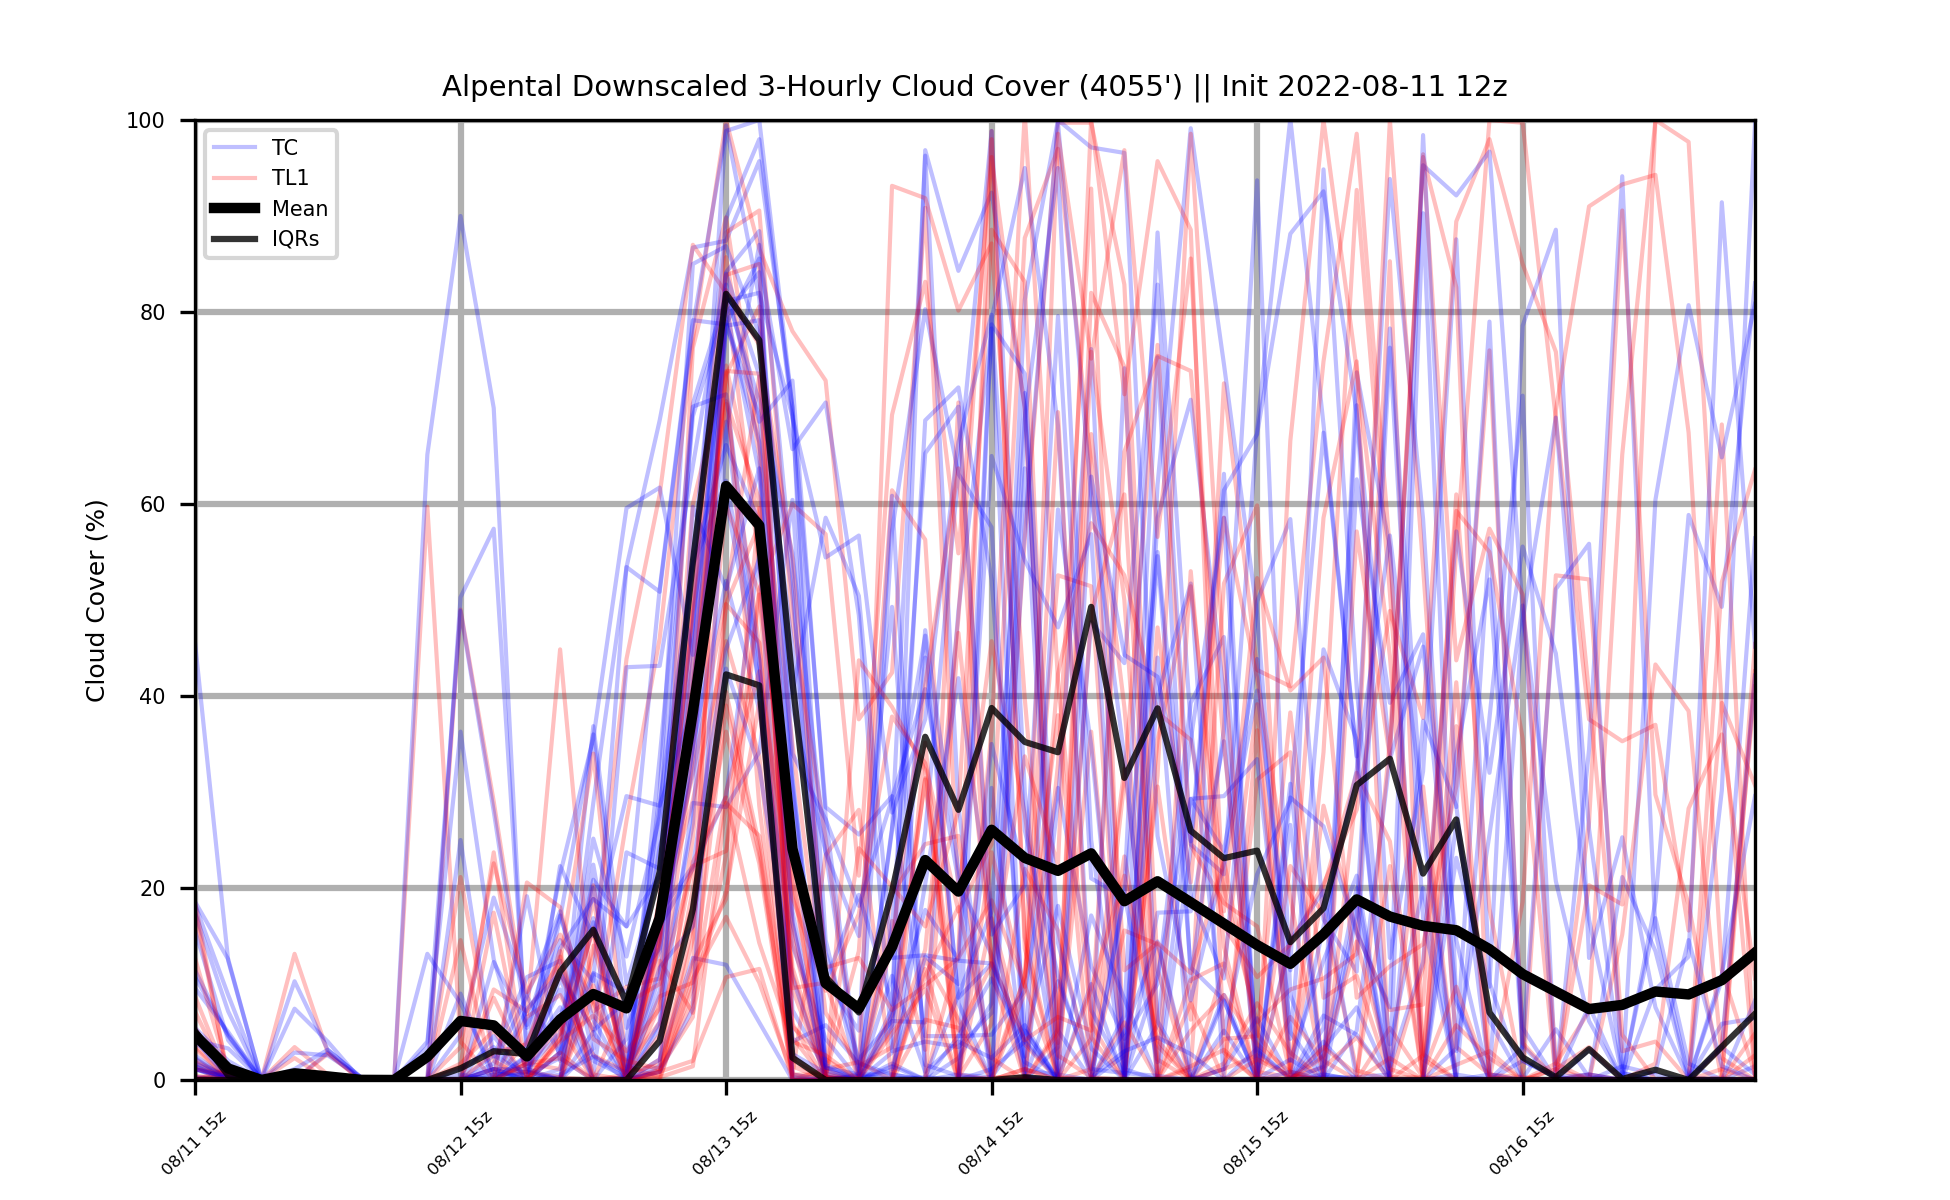 Alpental Downscaled 3-Hourly Cloud Cover (4055') || Init 2022-08-11 12z
Cloud Cover (%)
100
80
60
40
20
0
TC
TL1
Mean
IQRs
08/11 15z
08/12 15z
08/13 15z
08/14 15z
08/15 15z
08/16 15z